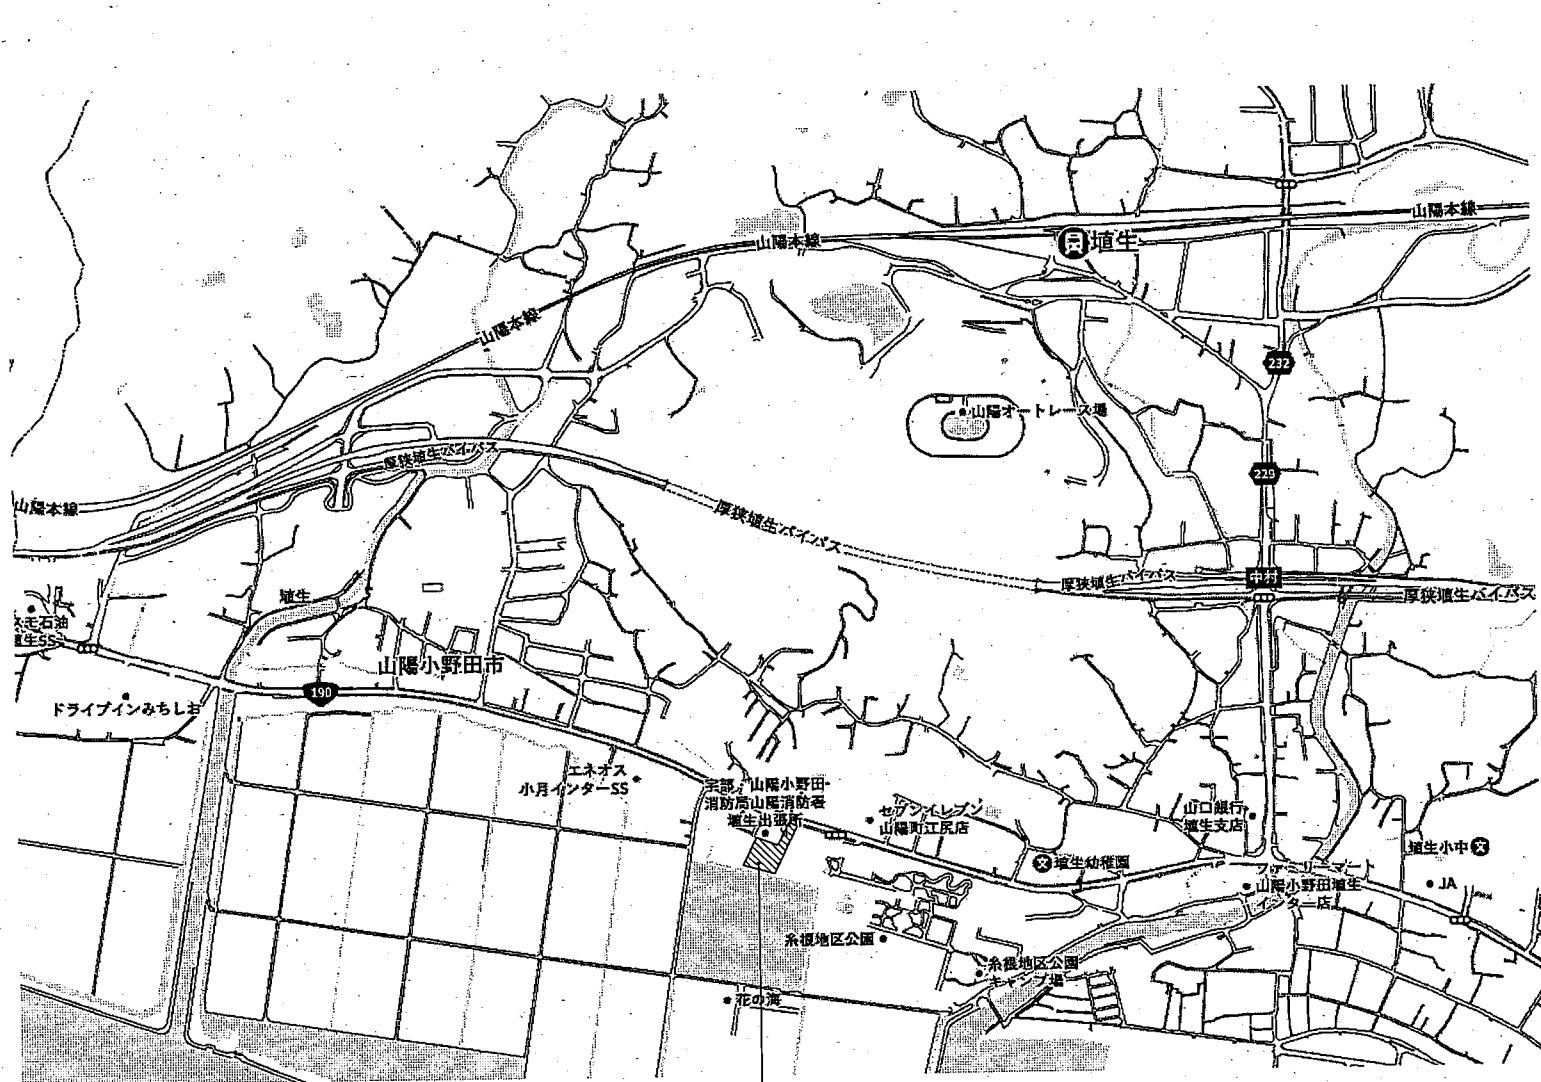 山陽本線
山陽本線
埴生
山陽本線
232
山陽オートレース場
厚狭埴生バイパス
229
山陽本線
厚狭埴生バイパス
中村
厚狭埴生バイパス
厚狭埴生バイパス
埴生
石油
埴生SS
山陽小野田市
190
ドライブインみちしお
エネオス
小月インターSS
宇部・山陽小野田
消防局山陽消防署
埴生出張所
セブンイレブン
山陽町江尻店
山口銀行
埴生支店
埴生幼稚園
埴生小中
ファミリーマート
山陽小野田埴生
インター店
JA
糸根地区公園
糸根地区公園
キャンプ場
花の海